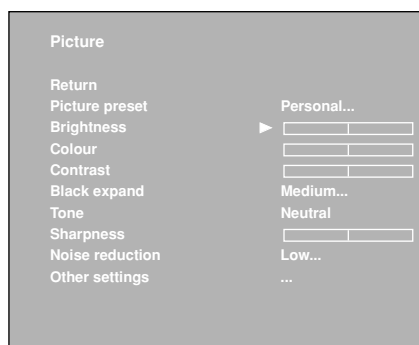 Picture
Return
Picture preset Personal...
Brightness
Colour
Contrast
Black expand Medium...
Tone Neutral
Sharpness
Noise reduction Low...
Other settings ...